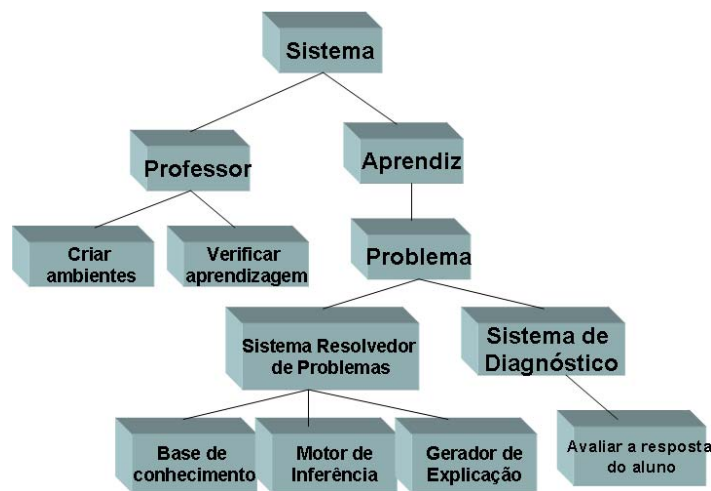 Sistema
Professor
Aprendiz
Criar
ambientes
Verificar
aprendizagem
Problema
Sistema Resolvedor
de Problemas
Sistema de
Diagnóstico
Base de
conhecimento
Motor de
Inferência
Gerador de
Explicação
Avaliar a resposta
do aluno